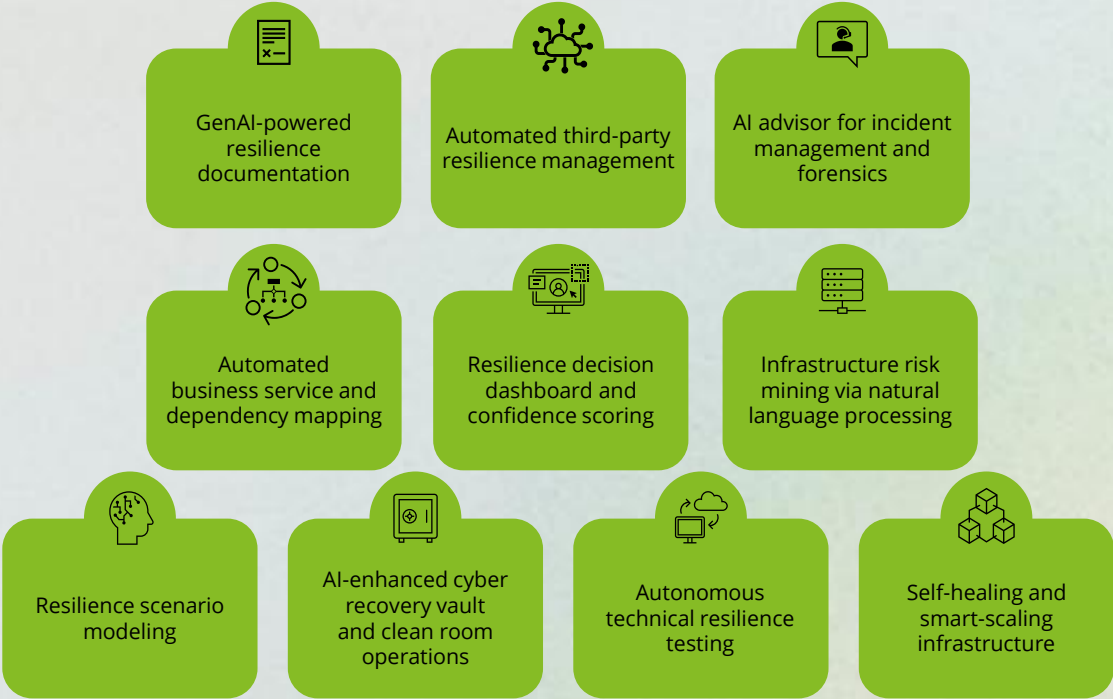 GenAI-powered
resilience
documentation
Automated third-party
resilience management
AI advisor for incident
management and
forensics
Automated
business service and
dependency mapping
Resilience decision
dashboard and
confidence scoring
Infrastructure risk
mining via natural
language processing
Resilience scenario
modeling
AI-enhanced cyber
recovery vault
and clean room
operations
Autonomous
technical resilience
testing
Self-healing and
smart-scaling
infrastructure